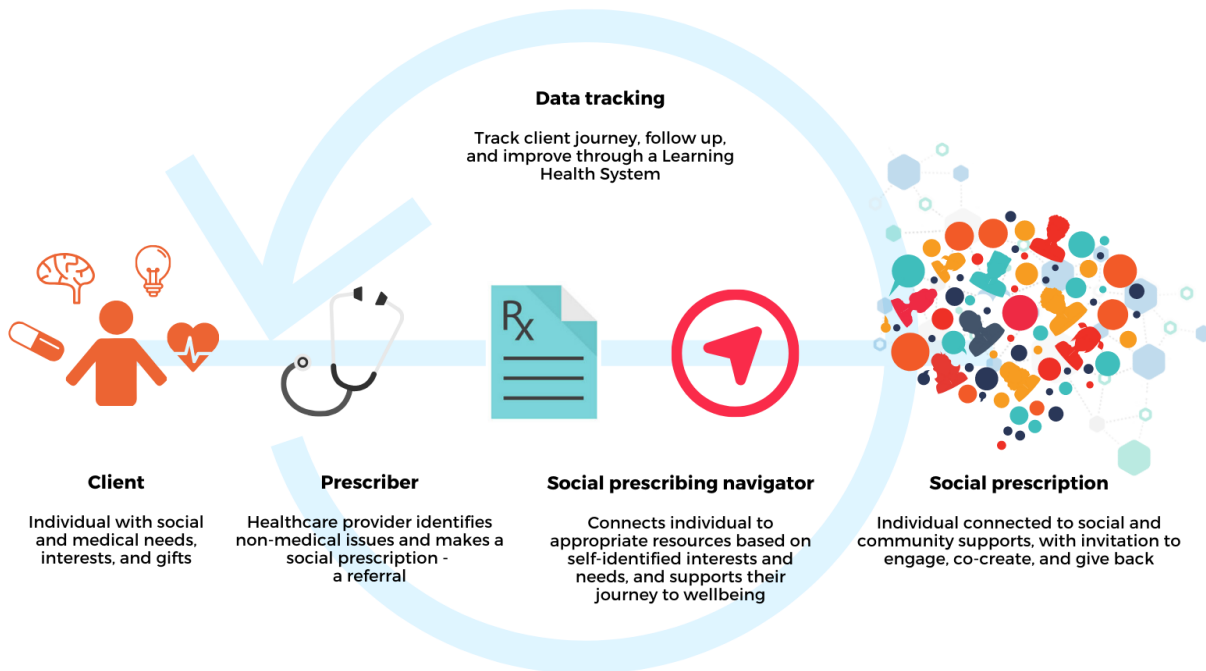 Data tracking
Track client journey, follow up,
and improve through a Learning
Health System
Rx
Client
Individual with social
and medical needs,
interests, and gifts
Prescriber
Healthcare provider identifies
non-medical issues and makes a
social prescription -
a referral
Social prescribing navigator
Connects individual to
appropriate resources based on
self-identified interests and
needs, and supports their
journey to wellbeing
Social prescription
Individual connected to social and
community supports, with invitation to
engage, co-create, and give back